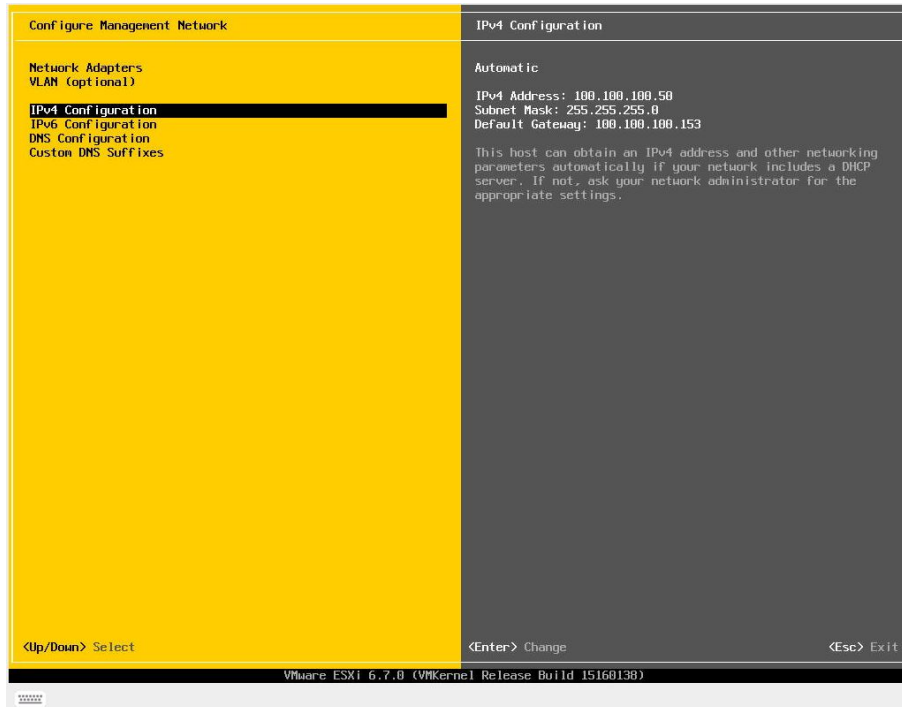 Configure Management Network
Network Adapters
VLAN (optional)
IPv4 Configuration
IPv6 Configuration
DNS Configuration
Custom DNS Suffixes
<Up/Down> Select
IPv4 Configuration
Automatic
IPv4 Address: 100.100.100.50
Subnet Mask: 255.255.255.0
Default Gateway: 100.100.100.153
This host can obtain an IPv4 address and other networking
parameters automatically if your network includes a DHCP
server. If not, ask your network administrator for the
appropriate settings.
<Enter> Change
<Esc> Exit
VMware ESXi 6.7.0 (VMKernel Release Build 15160138)